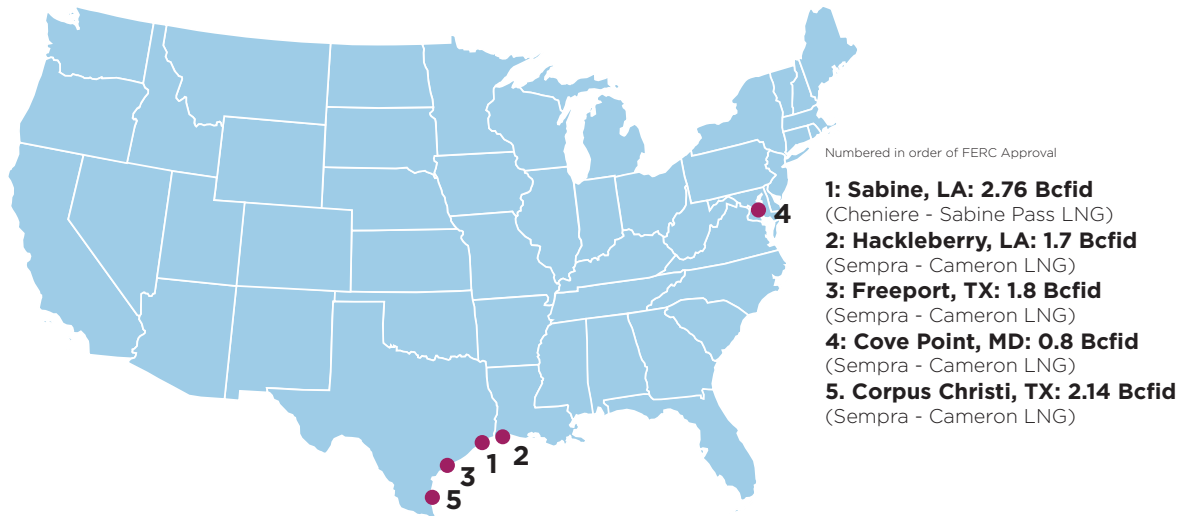 Numbered in order of FERC Approval
1: Sabine, LA: 2.76 Bcfid
(Cheniere - Sabine Pass LNG)
2: Hackleberry, LA: 1.7 Bcfid
(Sempra - Cameron LNG)
3: Freeport, TX: 1.8 Bcfid
(Sempra - Cameron LNG)
4: Cove Point, MD: 0.8 Bcfid
(Sempra - Cameron LNG)
5. Corpus Christi, TX: 2.14 Bcfid
(Sempra - Cameron LNG)
4
2
1
3
5